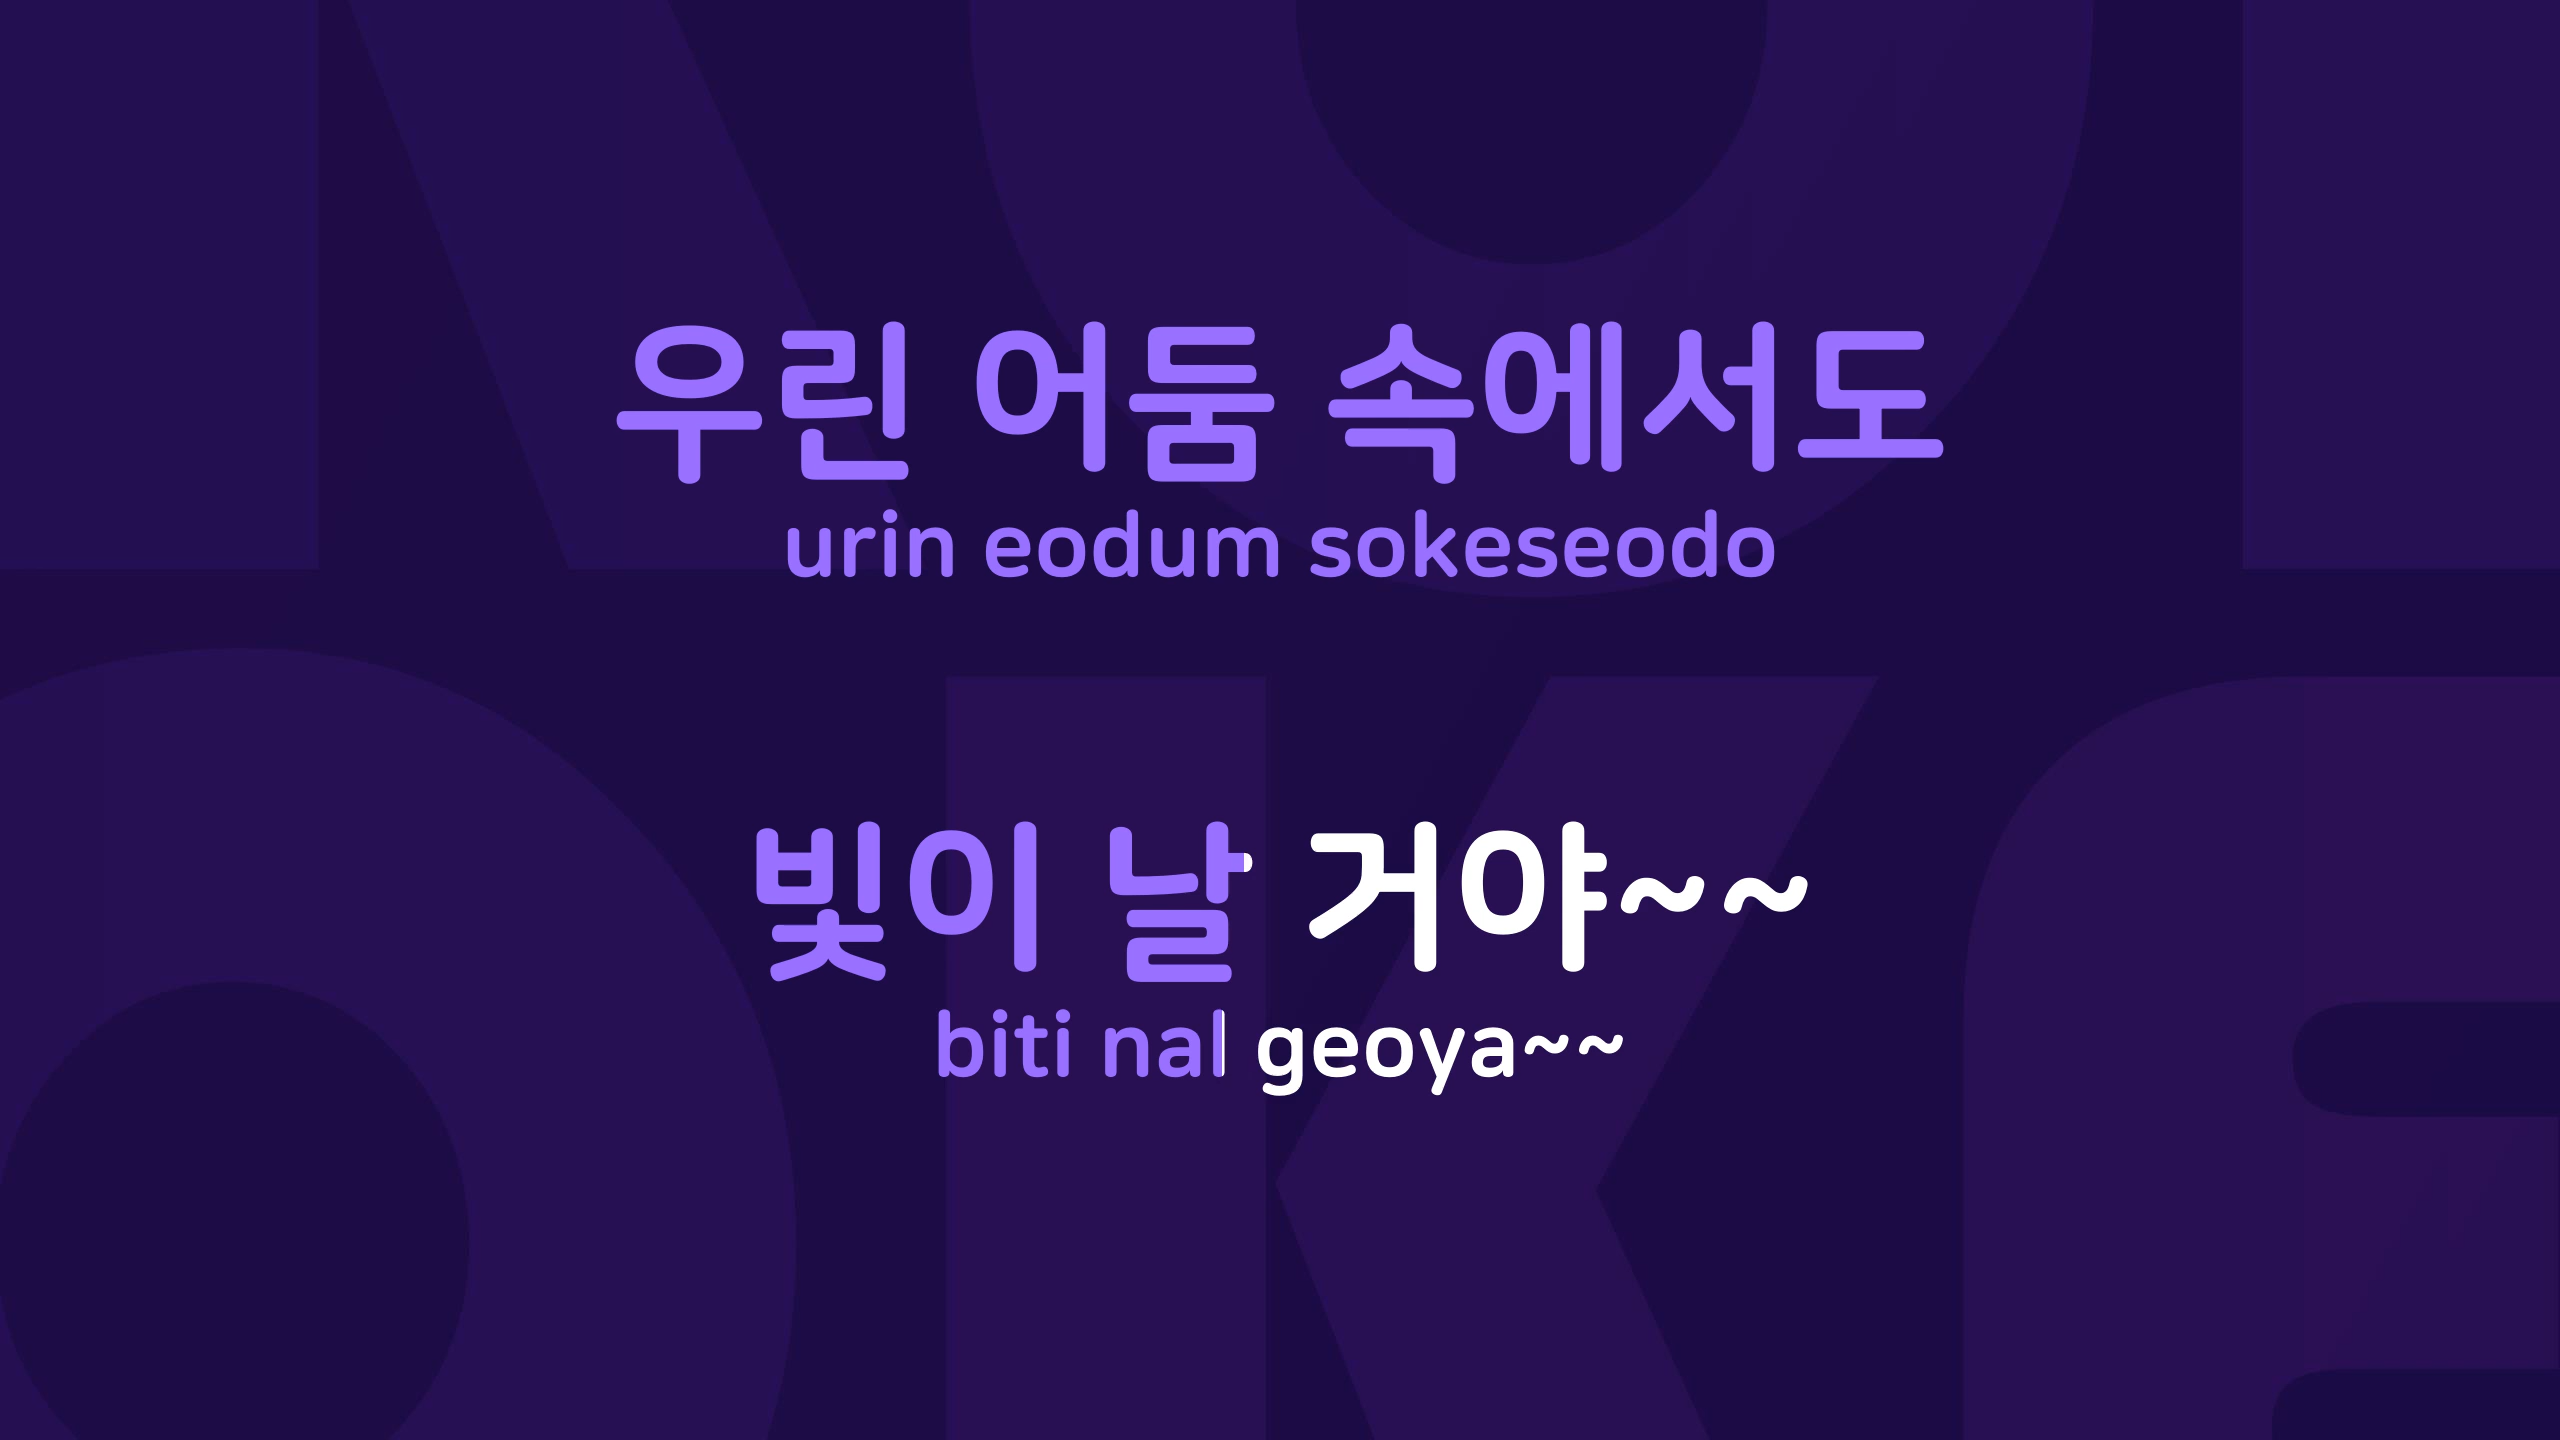 우린 어둠 속에서도
urin eodum sokeseodo
빛이 날 거야~~
biti nal geoya~~